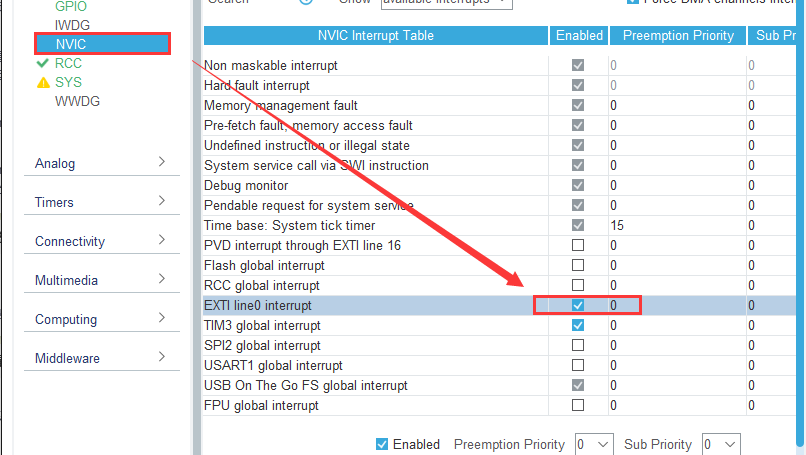 GPIO
IWDG
NVIC
RCC
SYS
WWDG
Analog
Timers
Connectivity
Multimedia
Computing
Middleware
Search Show available interrupts Force DMA channels
NVIC Interrupt Table Enabled Preemption Priority Sub
Non maskable interrupt 0 0
Hard fault interrupt 0 0
Memory management fault 0 0
Pre-fetch fault, memory access fault 0 0
Undefined instruction or illegal state 0 0
System service call via SWI instruction 0 0
Debug monitor 0 0
Pendable request for system service 0 0
Time base: System tick timer 15 0
PVD interrupt through EXTI line 16 0 0
Flash global interrupt 0 0
RCC global interrupt 0 0
EXTI line0 interrupt 0 0
TIM3 global interrupt 0 0
SPI2 global interrupt 0 0
USART1 global interrupt 0 0
USB On The Go FS global interrupt 0 0
FPU global interrupt 0 0
Enabled Preemption Priority 0 Sub Priority 0